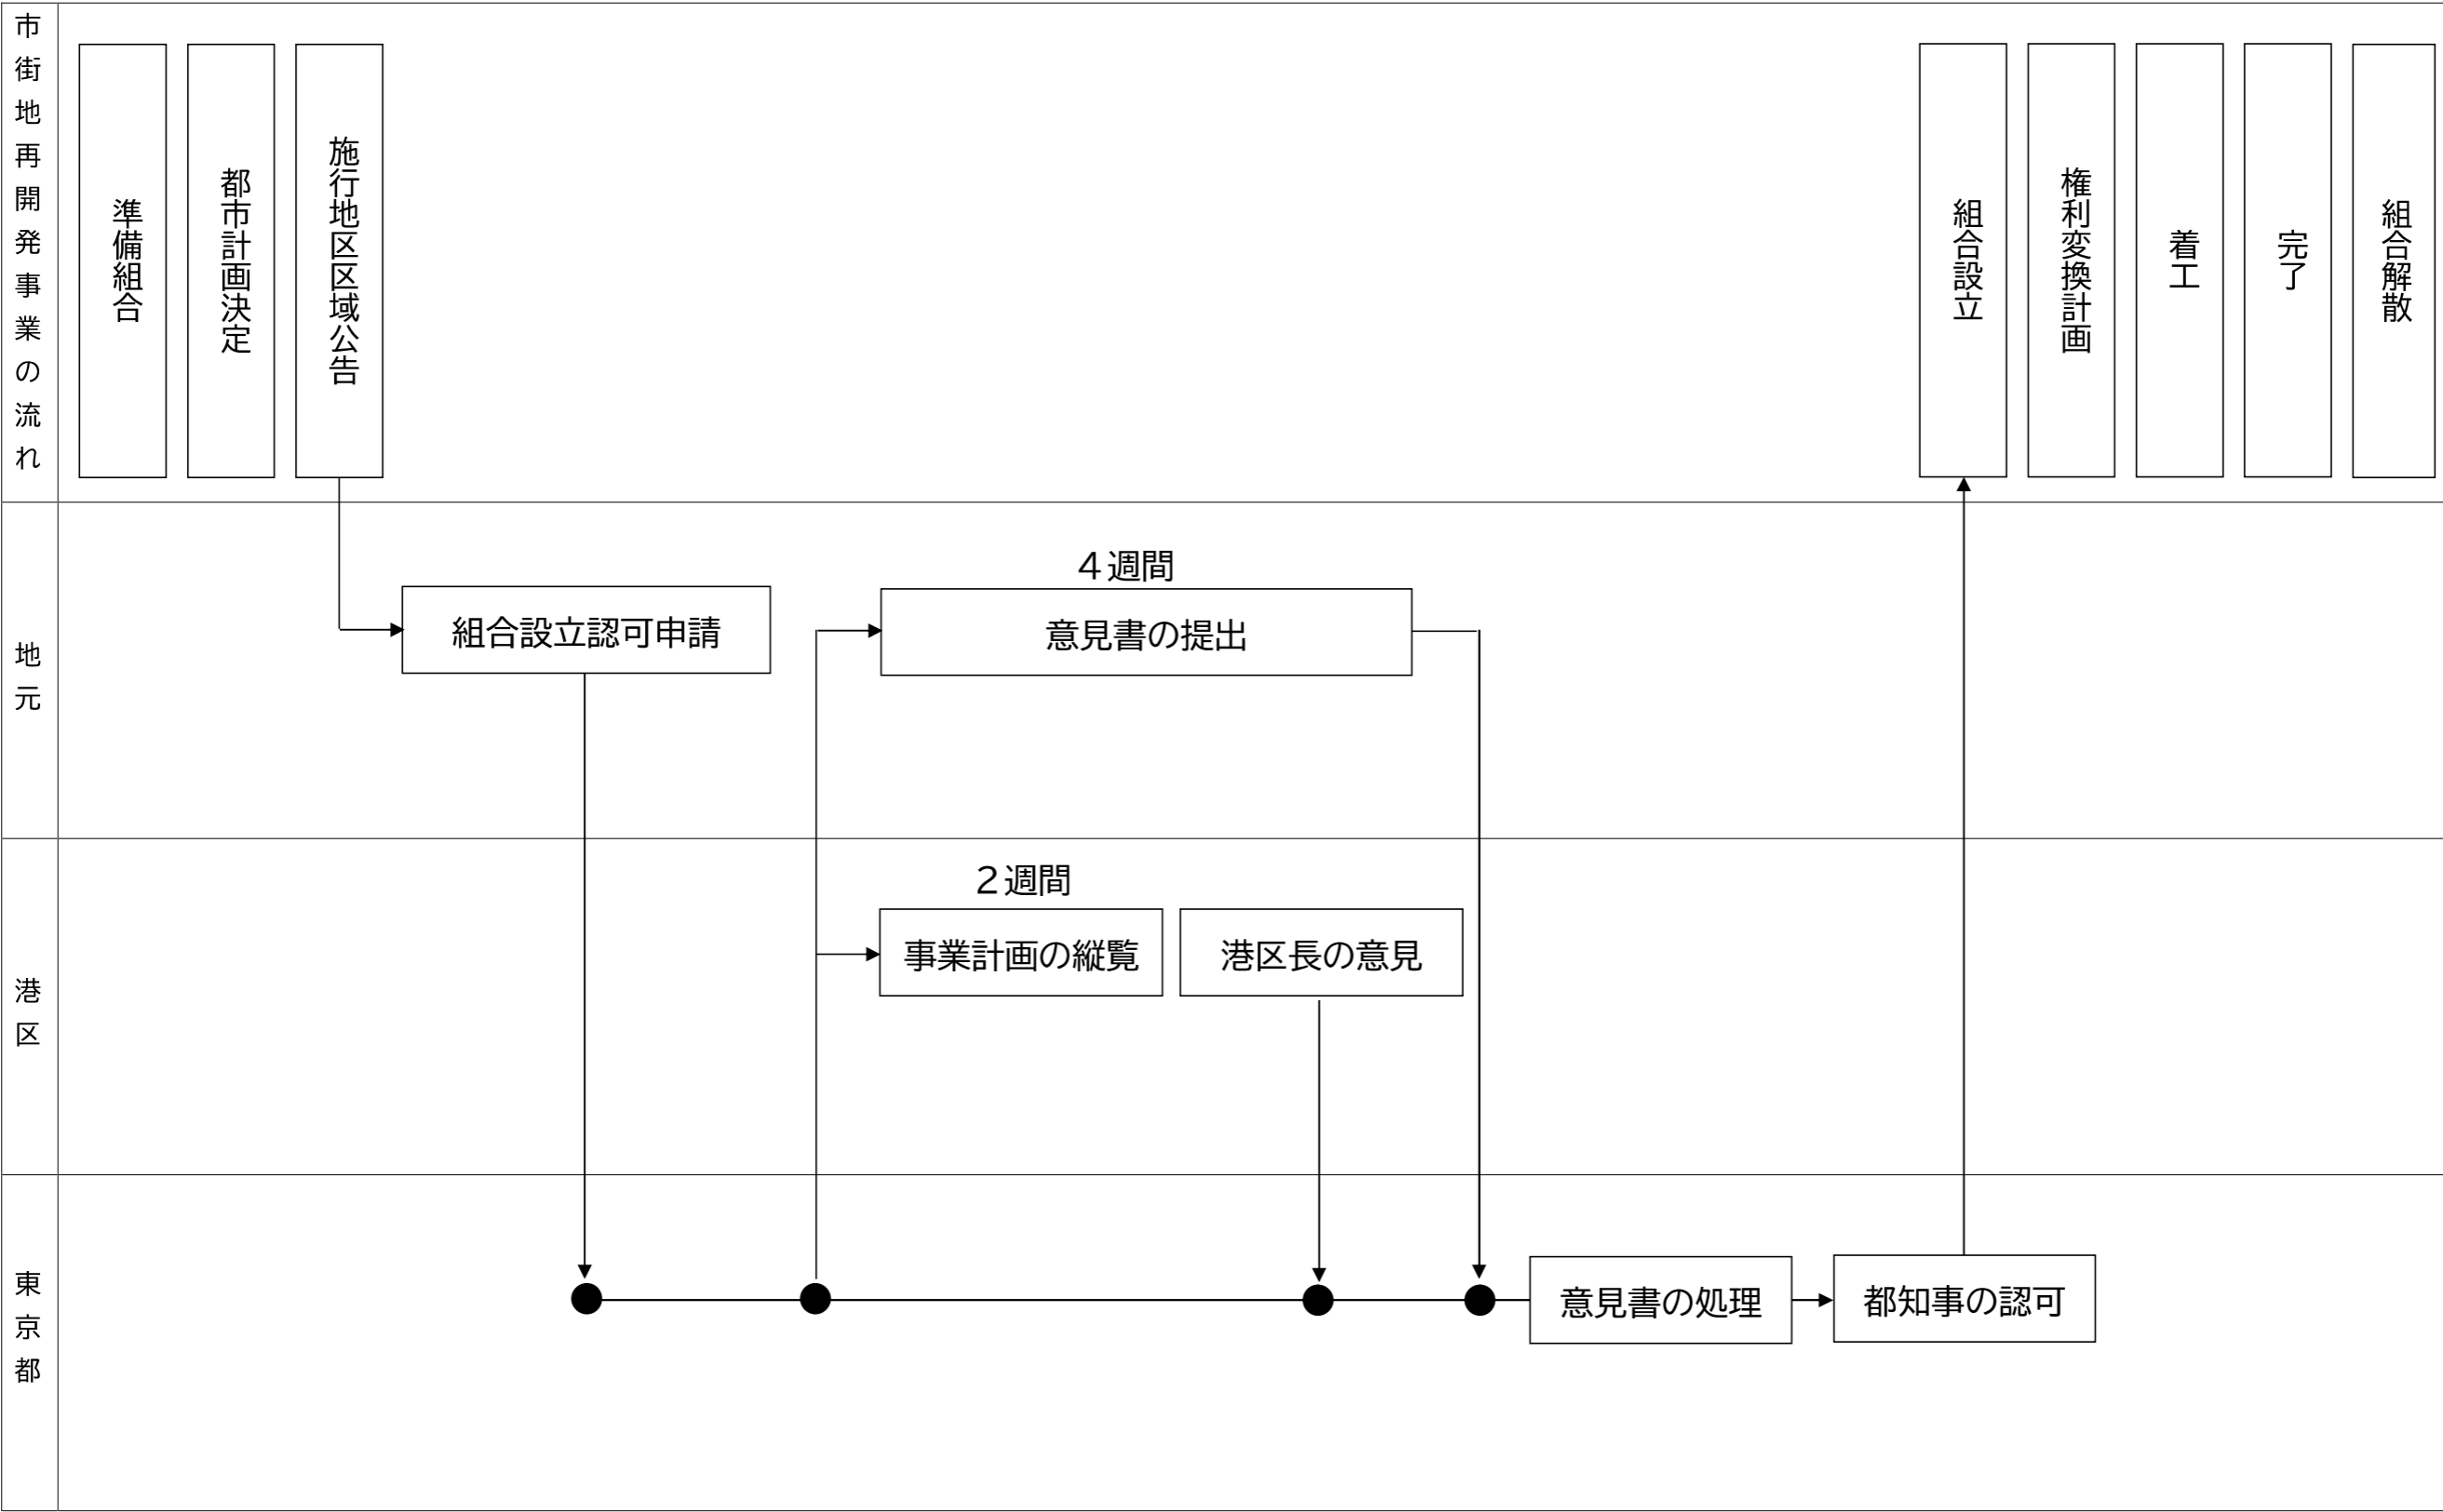 市街地再開発事業の流れ
準備組合
都市計画決定
施行地区区域公告
組合設立
権利変換計画
着工
完了
組合解散
地元
組合設立認可申請
４週間
意見書の提出
港区
２週間
事業計画の縦覧
港区長の意見
東京都
意見書の処理
都知事の認可